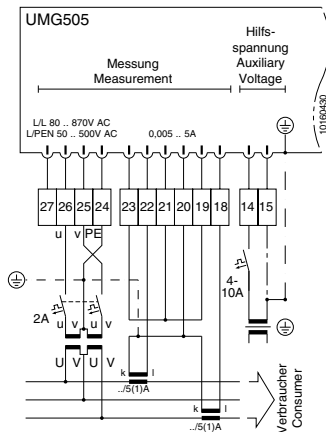 UMG505
Hilfs-
spannung
Auxiliary
Voltage
Messung
Measurement
L/L 80 .. 870V AC
L/PEN 50 .. 500V AC
0,005 .. 5A
10160430
27 26 25 24 23 22 21 20 19 18 14 15
u v PE
4-
10A
2A
u v u v
U V U V
k l
../5(1)A
k l
../5(1)A
Verbraucher
Consumer